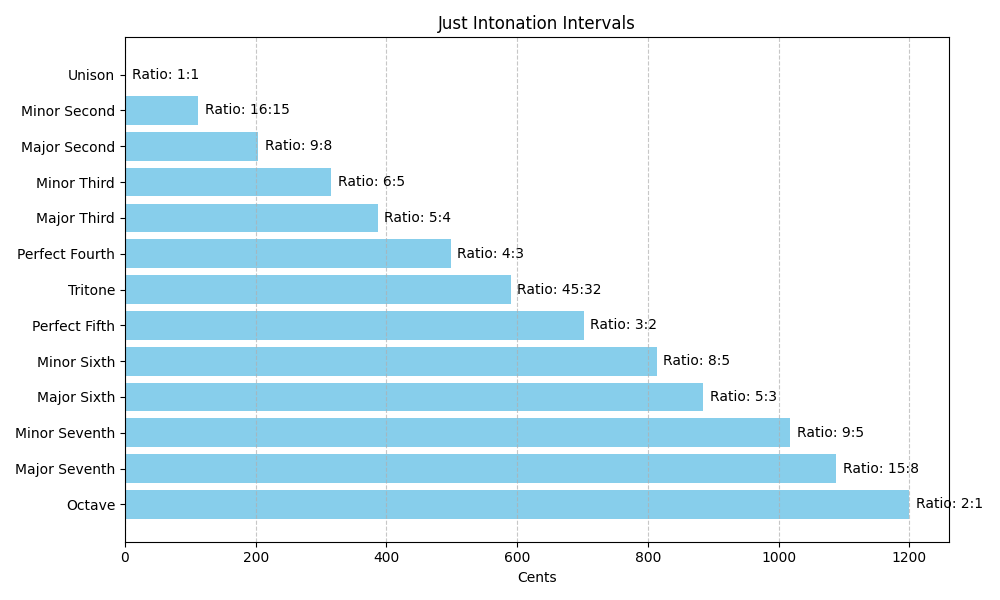 Just Intonation Intervals
Unison Ratio: 1:1
Minor Second Ratio: 16:15
Major Second Ratio: 9:8
Minor Third Ratio: 6:5
Major Third Ratio: 5:4
Perfect Fourth Ratio: 4:3
Tritone Ratio: 45:32
Perfect Fifth Ratio: 3:2
Minor Sixth Ratio: 8:5
Major Sixth Ratio: 5:3
Minor Seventh Ratio: 9:5
Major Seventh Ratio: 15:8
Octave Ratio: 2:1
0 200 400 600 800 1000 1200
Cents